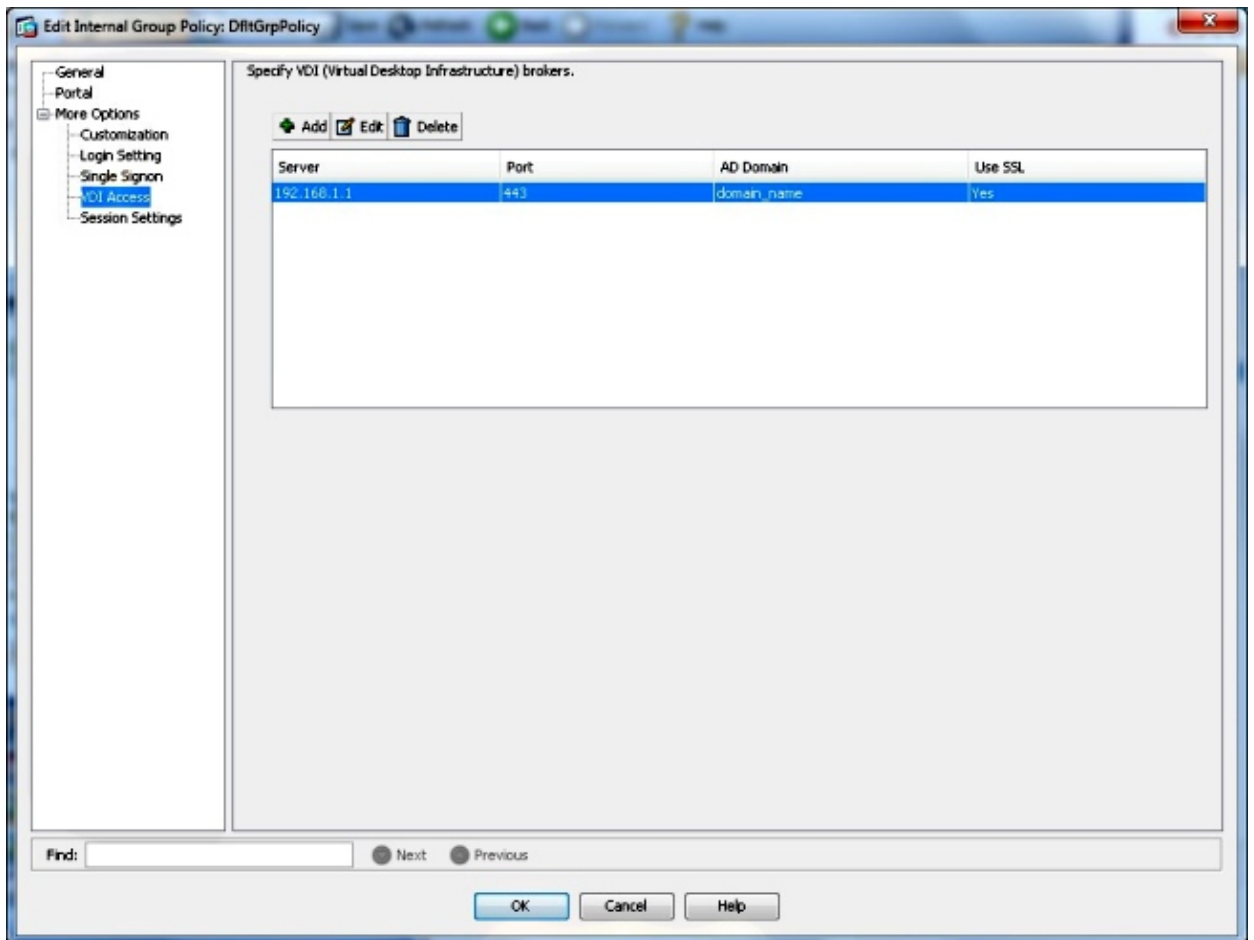 Edit Internal Group Policy: DfltGrpPolicy
General
Portal
More Options
Customization
Login Setting
Single Signon
VDI Access
Session Settings
Specify VDI (Virtual Desktop Infrastructure) brokers.
Add Edit Delete
Server Port AD Domain Use SSL
192.168.1.1 443 domain_name Yes
Find: Next Previous
OK Cancel Help